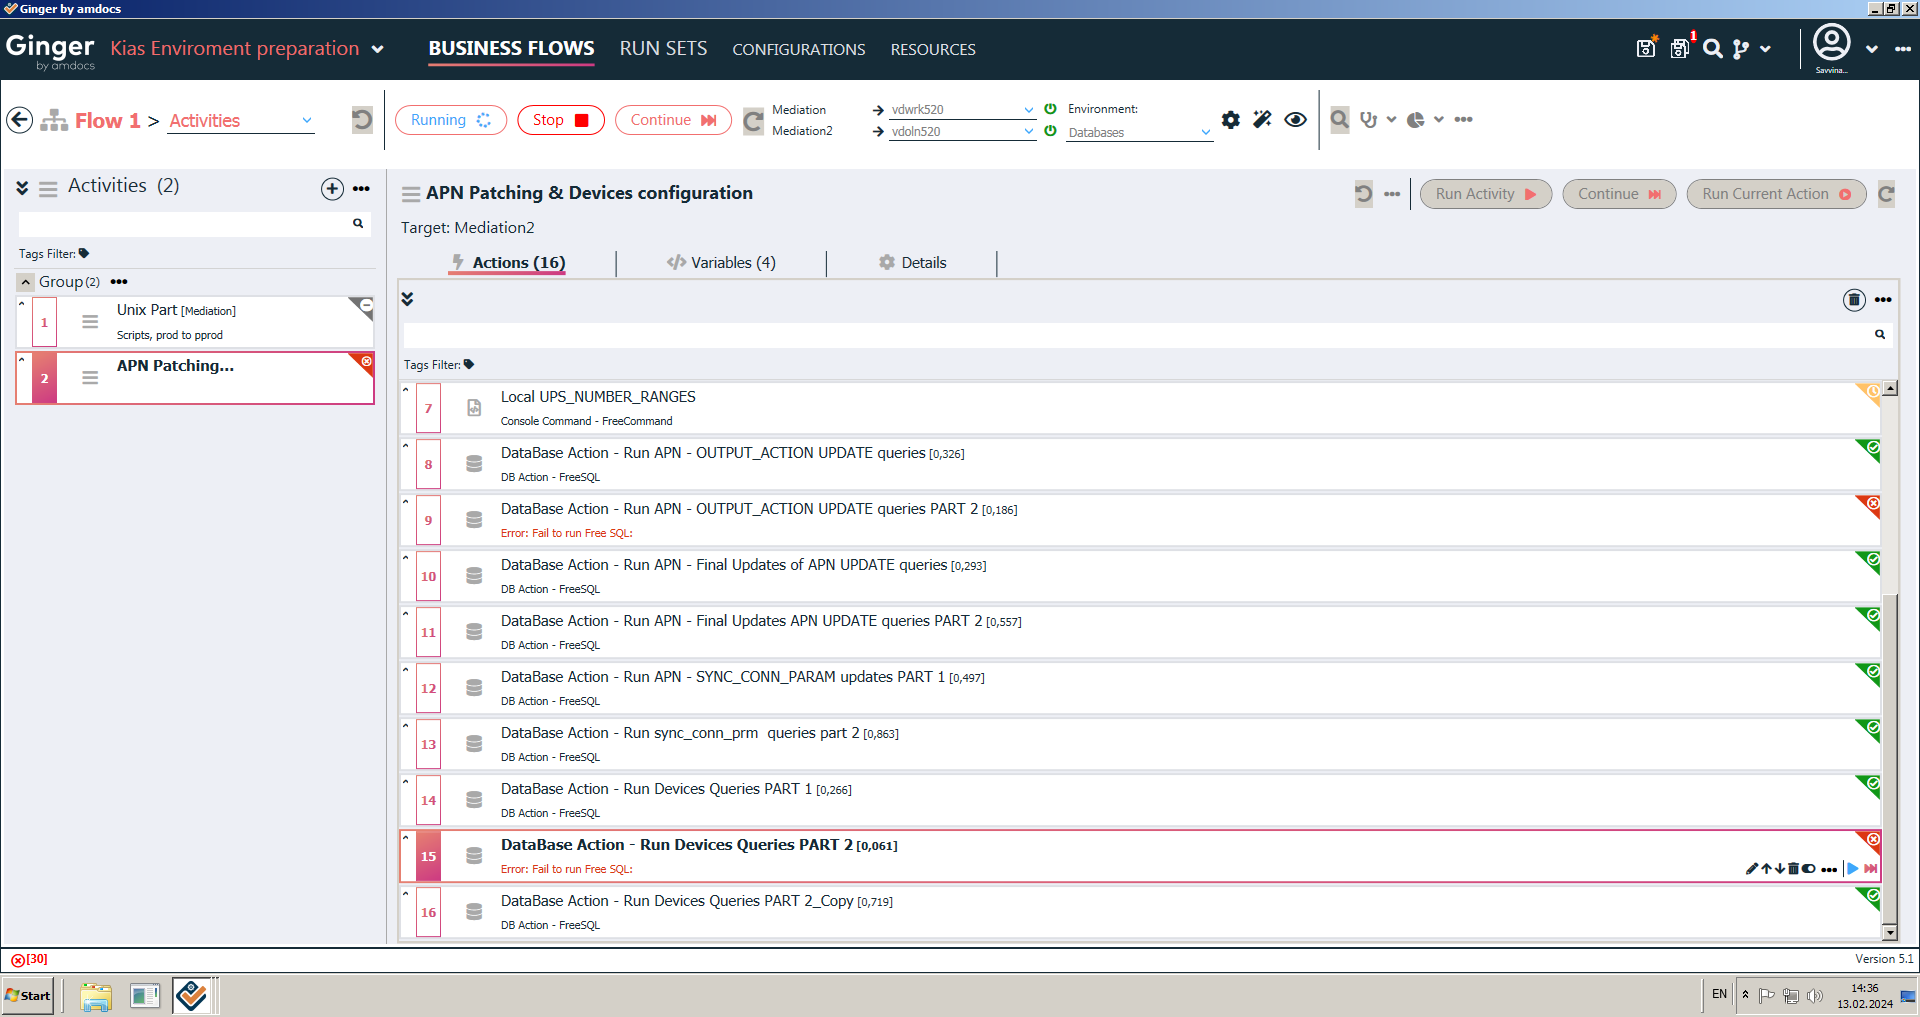 Ginger by amdocs
Ginger
by amdocs
Kias Enviroment preparation
BUSINESS FLOWS
RUN SETS
CONFIGURATIONS
RESOURCES
1
Savvina...
Flow 1 > Activities
Running
Stop
Continue
Mediation
vdwrk520
Mediation2
vdoln520
Environment:
Databases
Activities (2)
Tags Filter:
Group(2)
1
Unix Part [Mediation]
Scripts, prod to pprod
2
APN Patching...
APN Patching & Devices configuration
Run Activity
Continue
Run Current Action
Target: Mediation2
Actions (16)
Variables (4)
Details
Tags Filter:
7
Local UPS_NUMBER_RANGES
Console Command - FreeCommand
8
DataBase Action - Run APN - OUTPUT_ACTION UPDATE queries [0,326]
DB Action - FreeSQL
9
DataBase Action - Run APN - OUTPUT_ACTION UPDATE queries PART 2 [0,186]
Error: Fail to run Free SQL:
10
DataBase Action - Run APN - Final Updates of APN UPDATE queries [0,293]
DB Action - FreeSQL
11
DataBase Action - Run APN - Final Updates APN UPDATE queries PART 2 [0,557]
DB Action - FreeSQL
12
DataBase Action - Run APN - SYNC_CONN_PARAM updates PART 1 [0,497]
DB Action - FreeSQL
13
DataBase Action - Run sync_conn_prm queries part 2 [0,863]
DB Action - FreeSQL
14
DataBase Action - Run Devices Queries PART 1 [0,266]
DB Action - FreeSQL
15
DataBase Action - Run Devices Queries PART 2 [0,061]
Error: Fail to run Free SQL:
16
DataBase Action - Run Devices Queries PART 2_Copy [0,719]
DB Action - FreeSQL
[30]
Version 5.1
Start
EN
14:36
13.02.2024